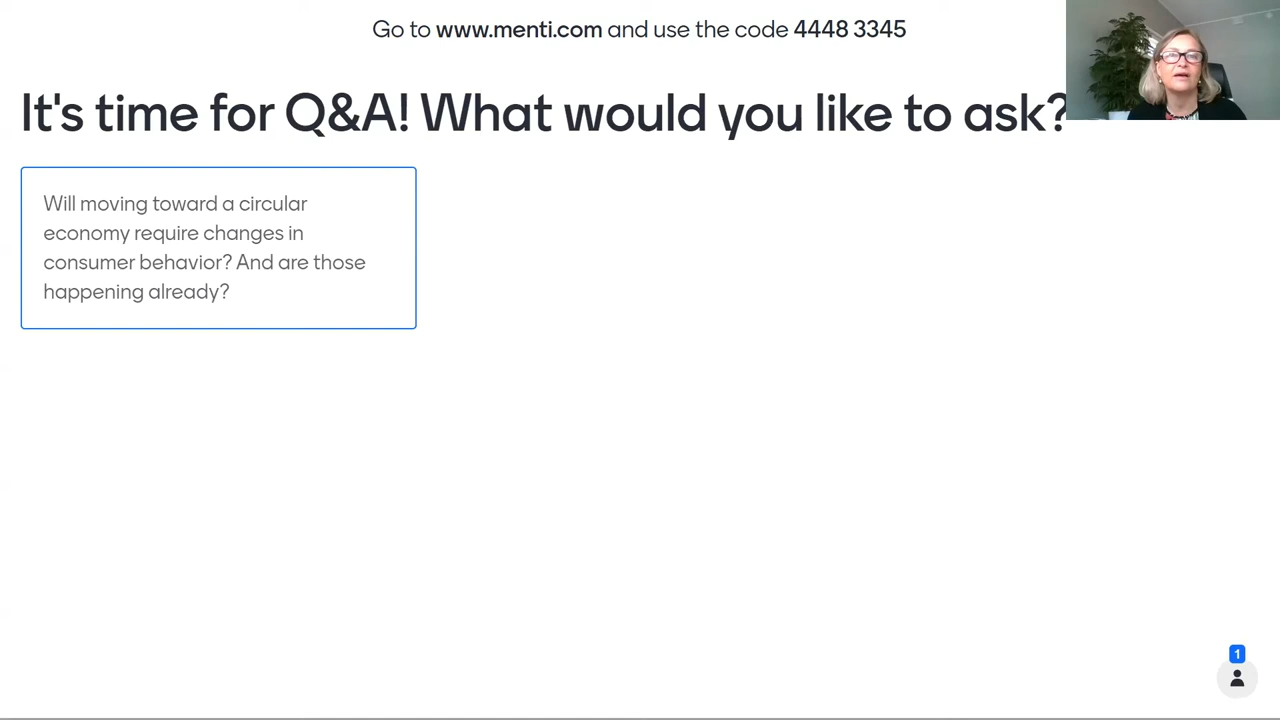 Go to www.menti.com and use the code 4448 3345
It's time for Q&A! What would you like to ask?
Will moving toward a circular
economy require changes in
consumer behavior? And are those
happening already?
1